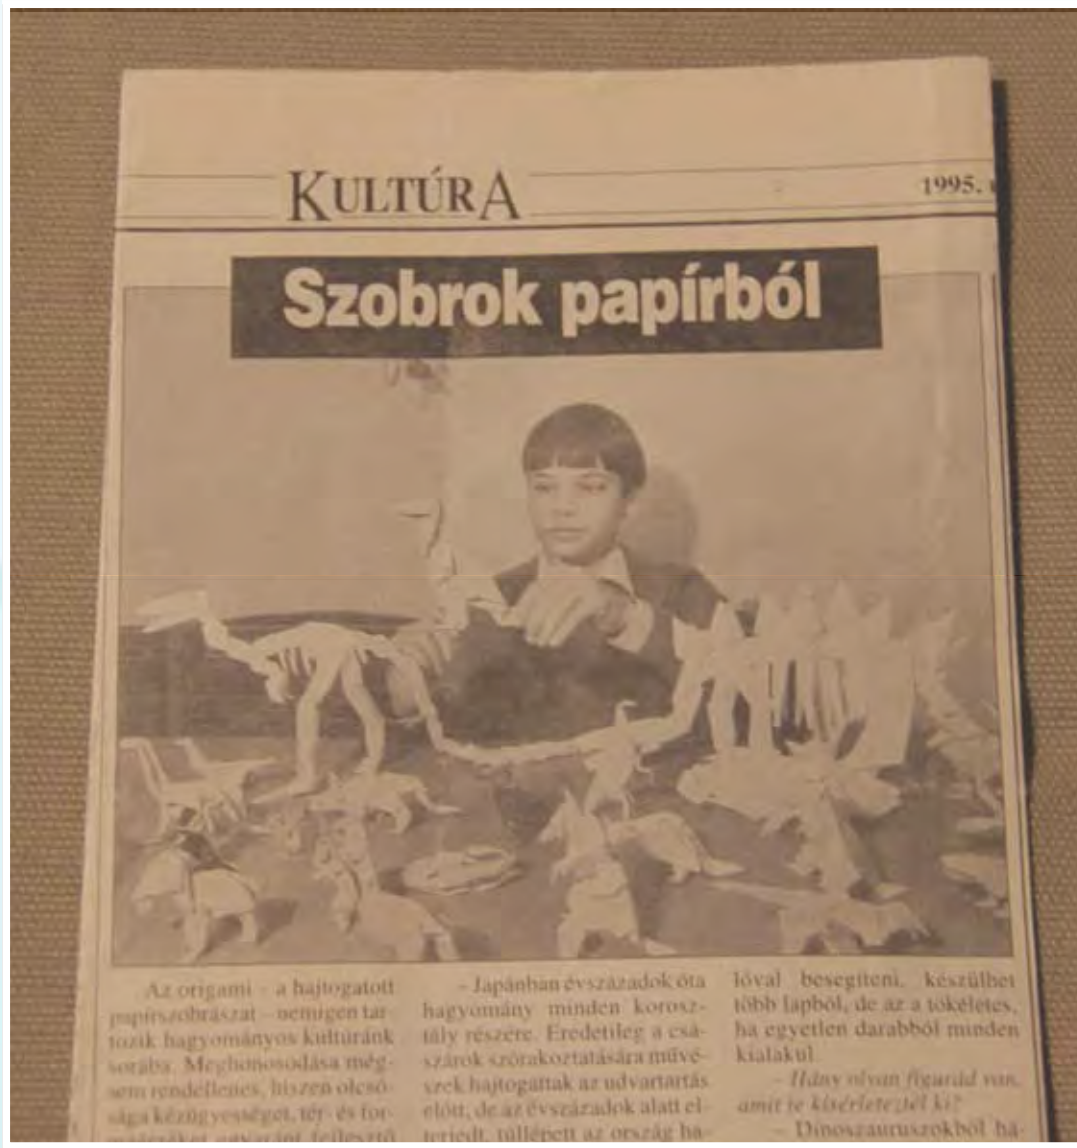 KULTÚRA
1995.
Szobrok papírból
Az origami - a hajtogatott
papírszobrászat - nemigen tar-
tozik hagyományos kultúránk
sorába. Meghonosodása még-
sem rendellenes, hiszen olcsó-
sága kézügyességet, tér- és for-
egyaránt fejlesztő
- Japánban évszázadok óta
hagyomány minden korosz-
tály részére. Eredetileg a csá-
szárok szórakoztatására művé-
szek hajtogattak az udvartartás
előtt, de az évszázadok alatt el-
terjedt, túllépett az ország ha-
lóval besegíteni, készülhet
több lapból, de az a tökéletes,
ha egyetlen darabból minden
kialakul.
- Hány olyan figurád van,
amit te kísérleteztél ki?
- Dinoszauruszokból há-